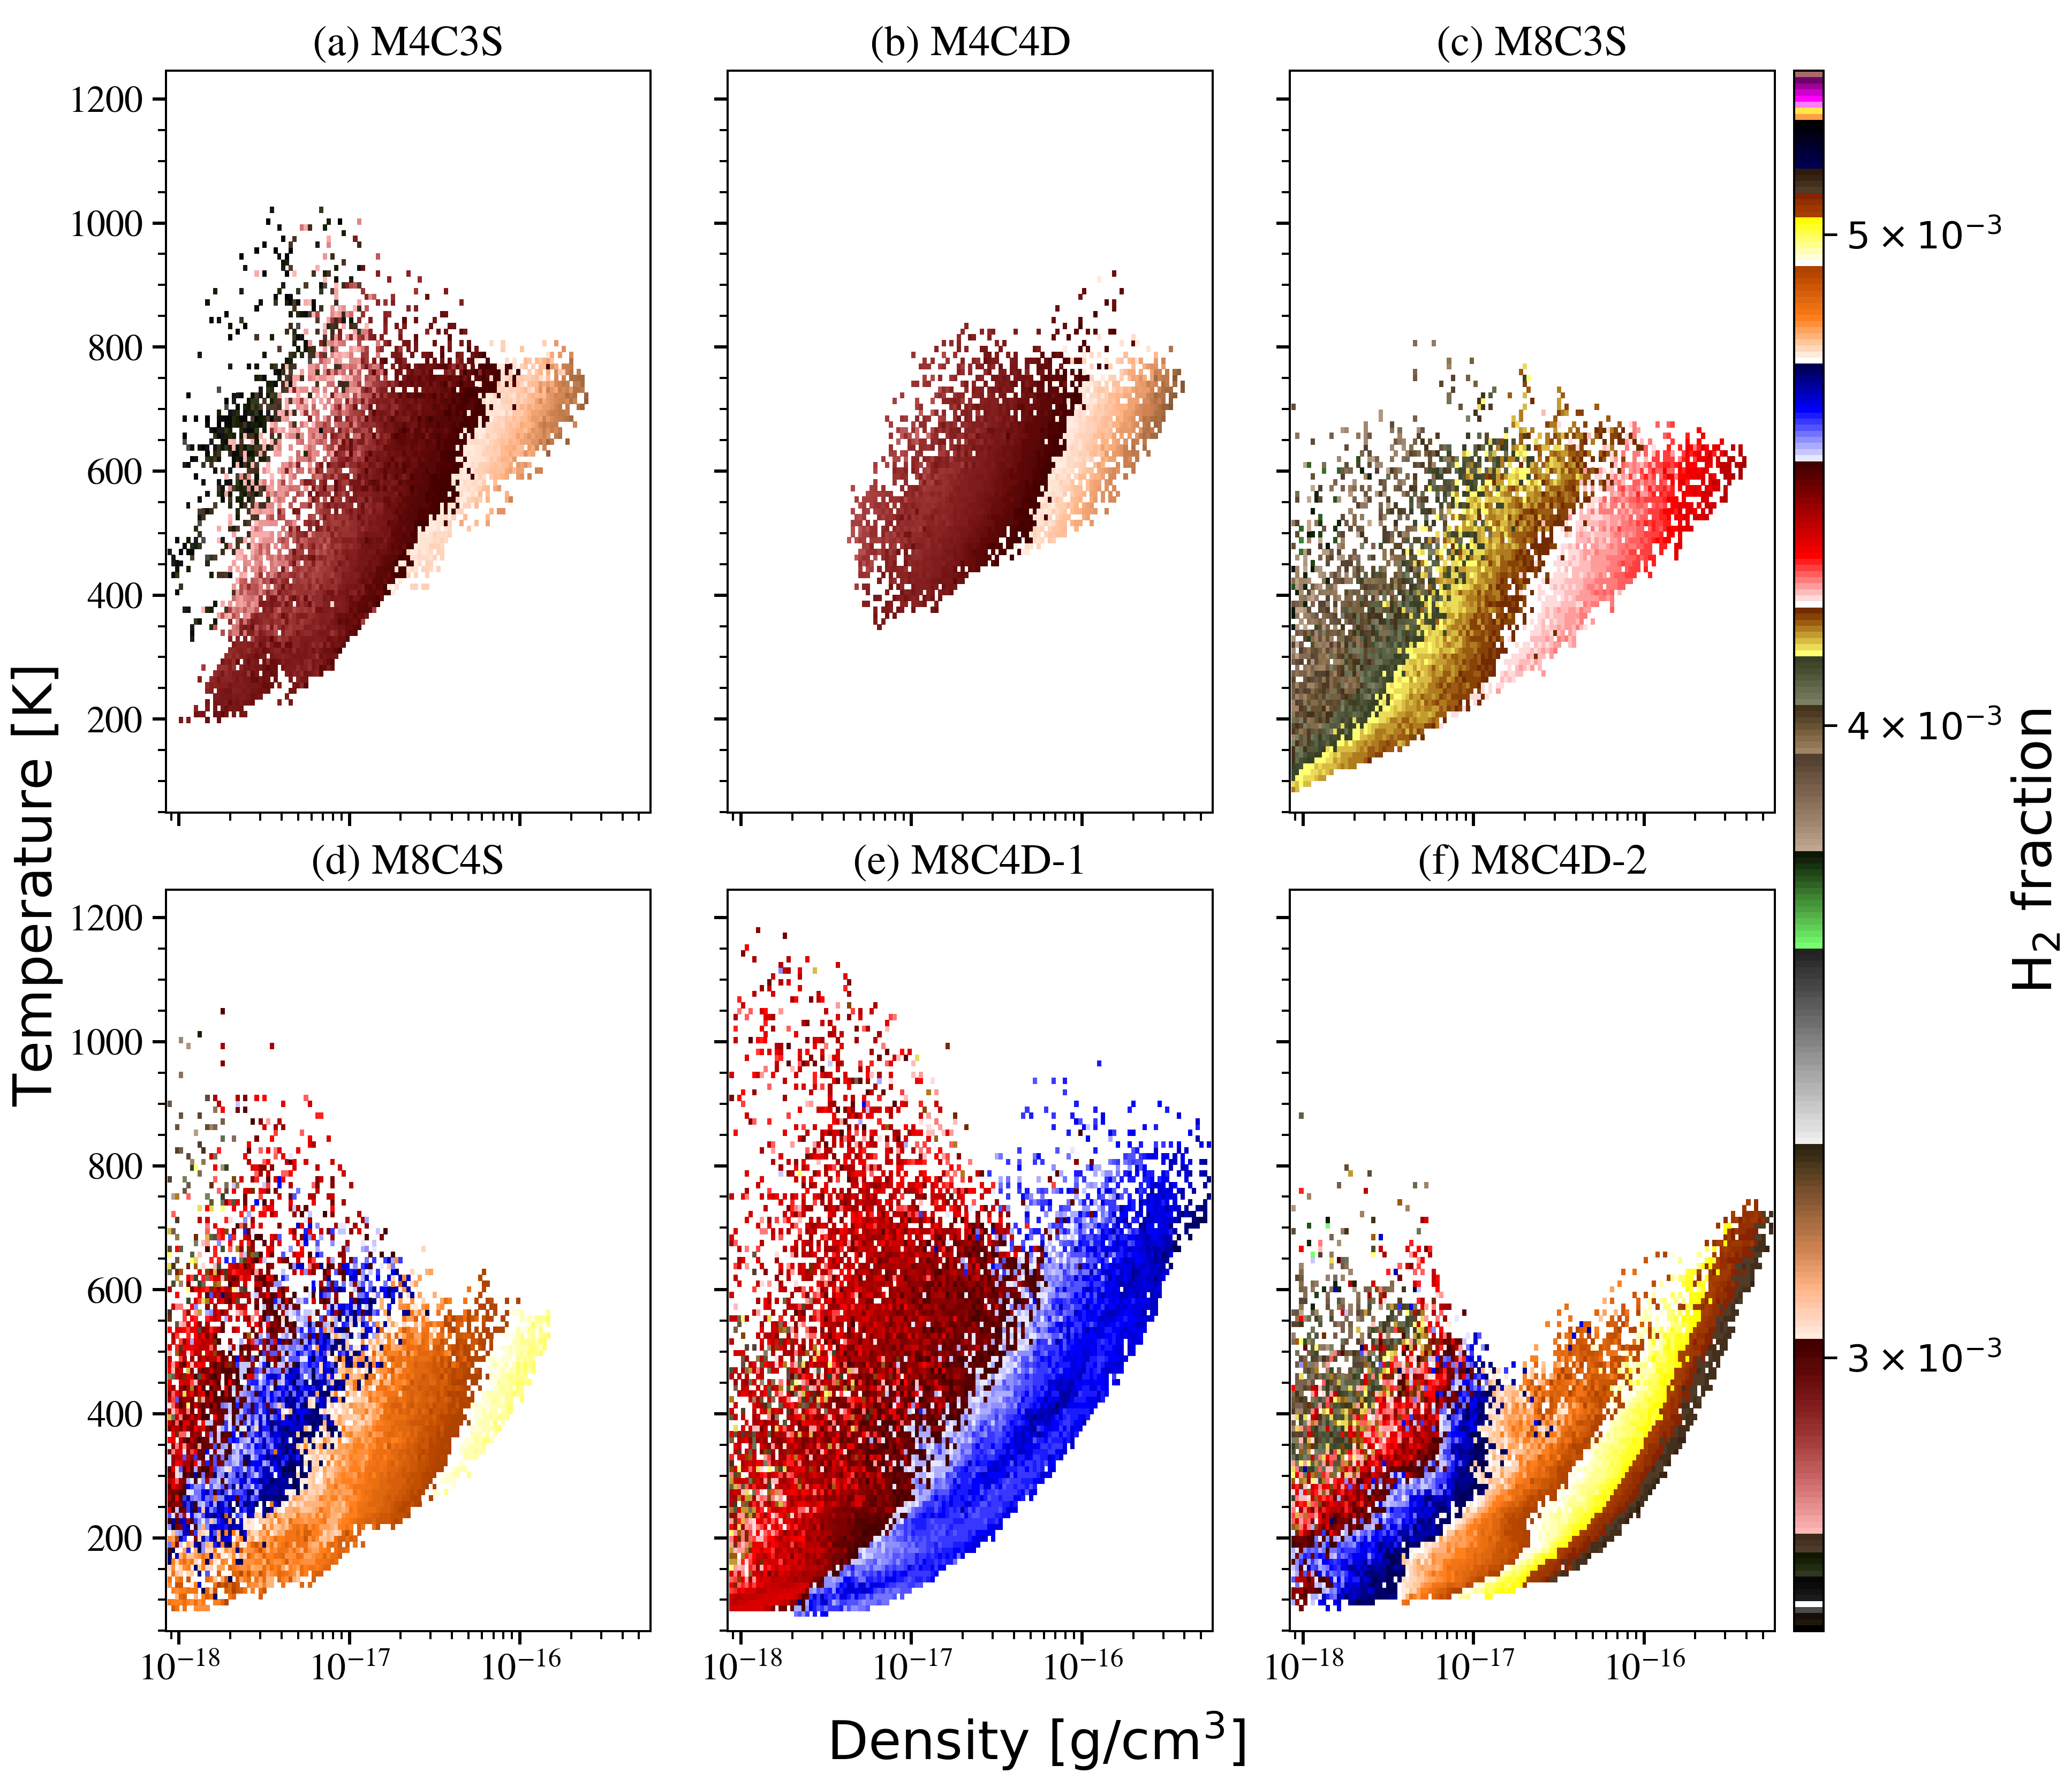 (a) M4C3S
(b) M4C4D
(c) M8C3S
1200
1000
800
600
400
200
5×10⁻³
4×10⁻³
3×10⁻³
H₂ fraction
Temperature [K]
(d) M8C4S
(e) M8C4D-1
(f) M8C4D-2
1200
1000
800
600
400
200
10⁻¹⁸ 10⁻¹⁷ 10⁻¹⁶
10⁻¹⁸ 10⁻¹⁷ 10⁻¹⁶
10⁻¹⁸ 10⁻¹⁷ 10⁻¹⁶
Density [g/cm³]